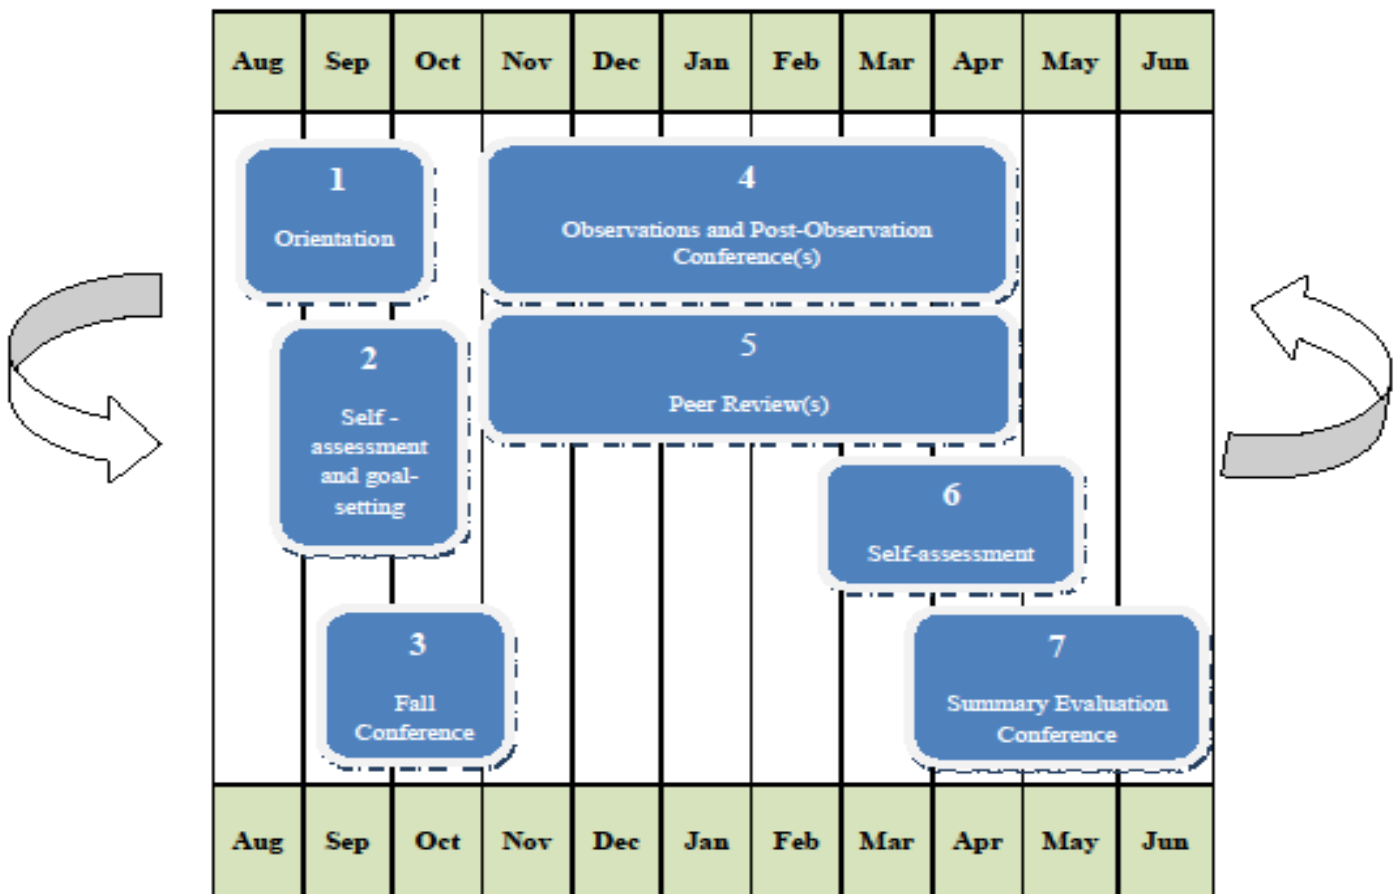 Aug Sep Oct Nov Dec Jan Feb Mar Apr May Jun
1
Orientation
4
Observations and Post-Observation
Conference(s)
2
Self -
assessment
and goal-
setting
5
Peer Review(s)
6
Self-assessment
3
Fall
Conference
7
Summary Evaluation
Conference
Aug Sep Oct Nov Dec Jan Feb Mar Apr May Jun